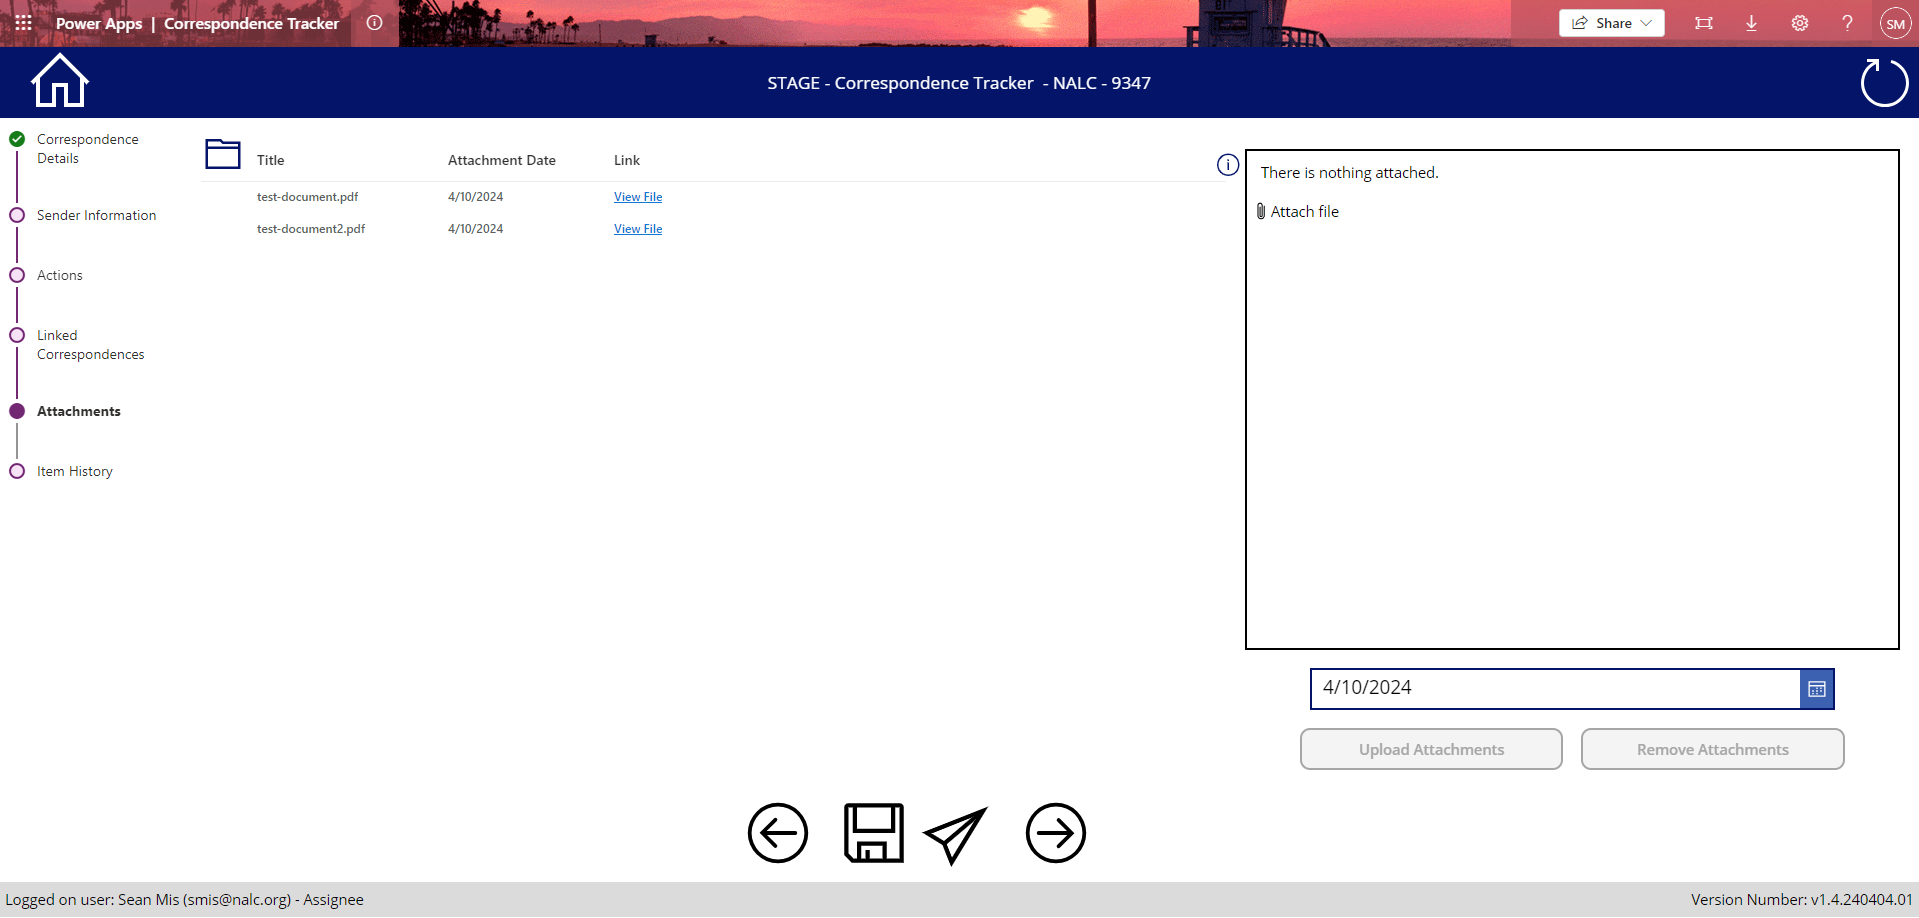 Power Apps | Correspondence Tracker
Share
SM
STAGE - Correspondence Tracker - NALC - 9347
Correspondence
Details
Sender Information
Actions
Linked
Correspondences
Attachments
Item History
Title Attachment Date Link
test-document.pdf 4/10/2024 View File
test-document2.pdf 4/10/2024 View File
There is nothing attached.
Attach file
4/10/2024
Upload Attachments Remove Attachments
Logged on user: Sean Mis (smis@nalc.org) - Assignee
Version Number: v1.4.240404.01